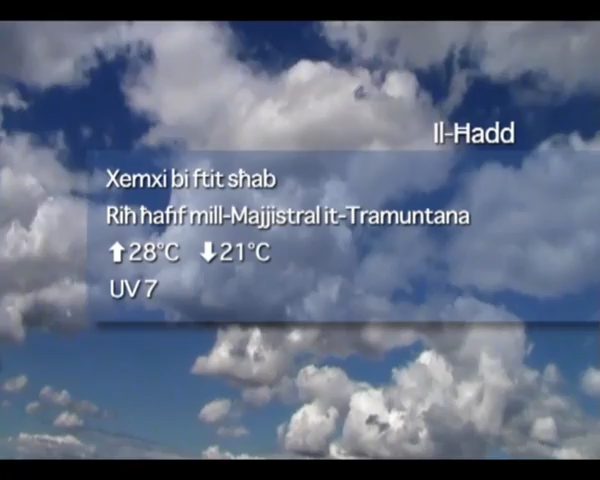 Il-Ħadd
Xemxi bi ftit sħab
Riħ ħafif mill-Majjistral it-Tramuntana
⬆28°C ⬇21°C
UV 7